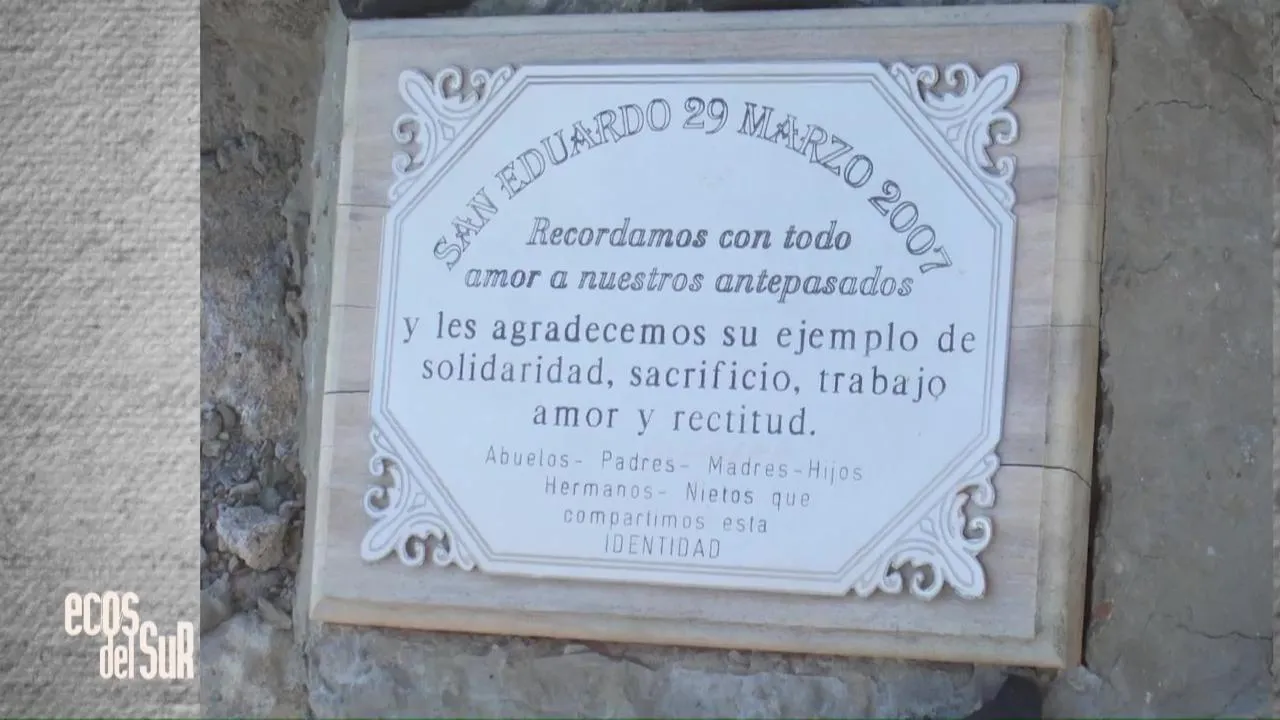 SAN EDUARDO 29 MARZO 2007
Recordamos con todo
amor a nuestros antepasados
y les agradecemos su ejemplo de
solidaridad, sacrificio, trabajo
amor y rectitud.
Abuelos- Padres- Madres-Hijos
Hermanos- Nietos que
compartimos esta
IDENTIDAD
ecos
del SuR